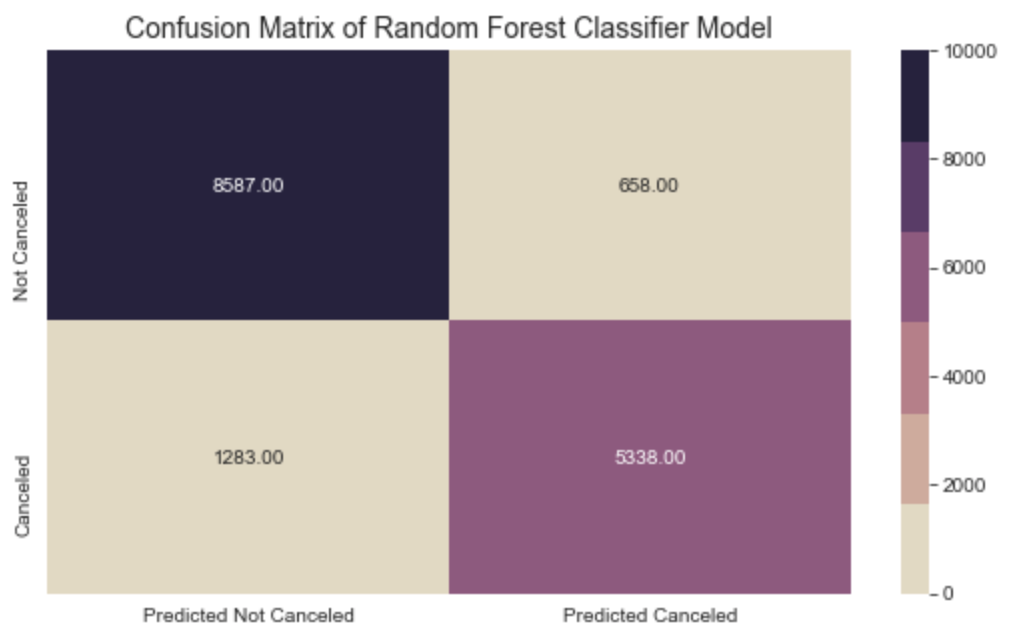 Confusion Matrix of Random Forest Classifier Model
Not Canceled
8587.00
658.00
Canceled
1283.00
5338.00
Predicted Not Canceled
Predicted Canceled
10000
8000
6000
4000
2000
0